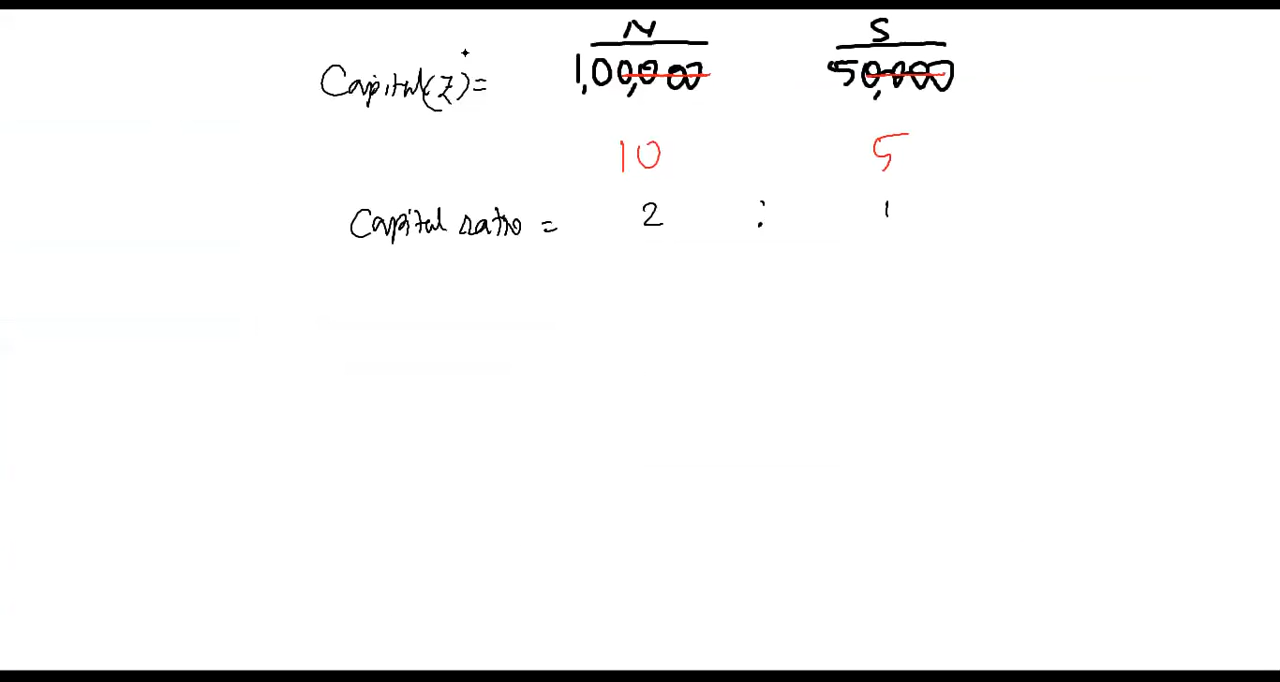 N S
Capital(₹)= 1,00,000 50,000
10 5
Capital ratio = 2 : 1